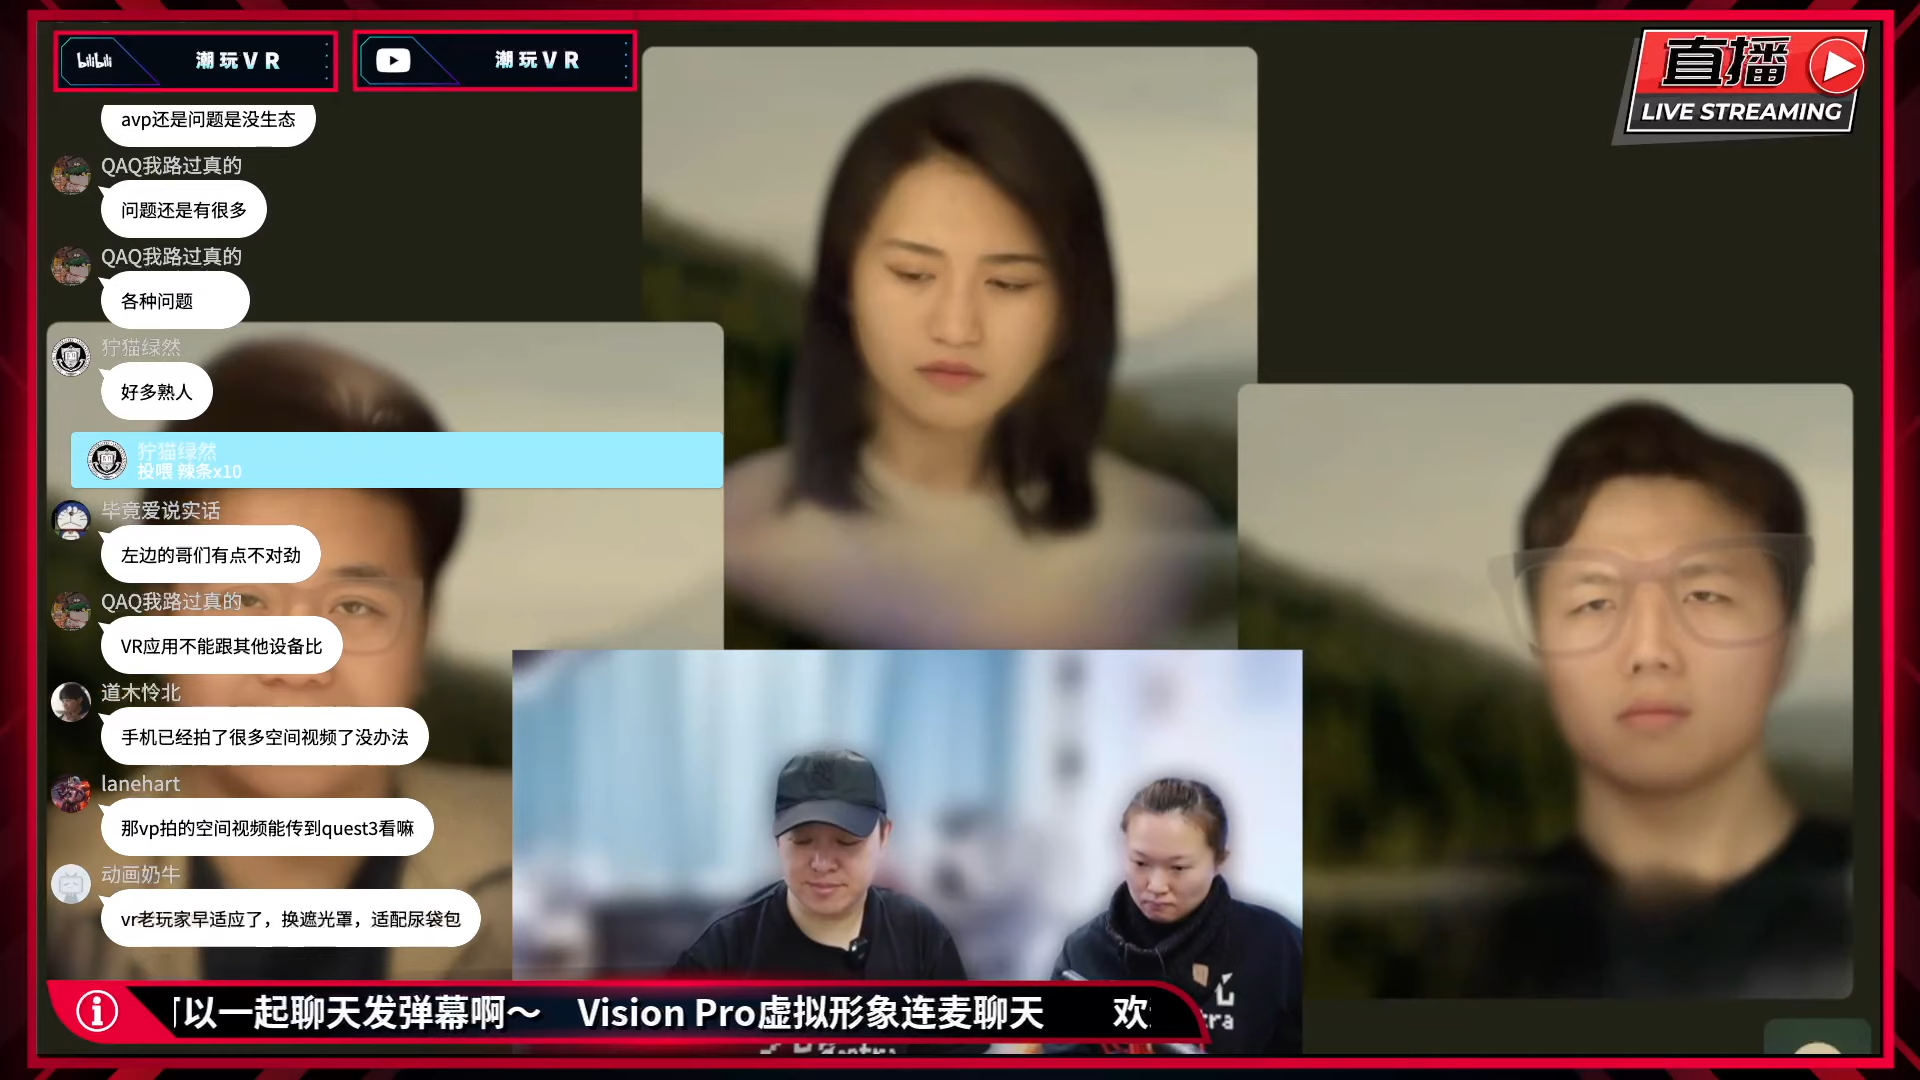 bilibili
潮玩VR
潮玩VR
直播
LIVE STREAMING
avp还是问题是没生态
QAQ我路过真的
问题还是有很多
QAQ我路过真的
各种问题
狞猫绿然
好多熟人
狞猫绿然
投喂 辣条x10
毕竟爱说实话
左边的哥们有点不对劲
QAQ我路过真的
VR应用不能跟其他设备比
道木怜北
手机已经拍了很多空间视频了没办法
lanehart
那vp拍的空间视频能传到quest3看嘛
动画奶牛
vr老玩家早适应了，换遮光罩，适配尿袋包
以一起聊天发弹幕啊～ Vision Pro虚拟形象连麦聊天 欢